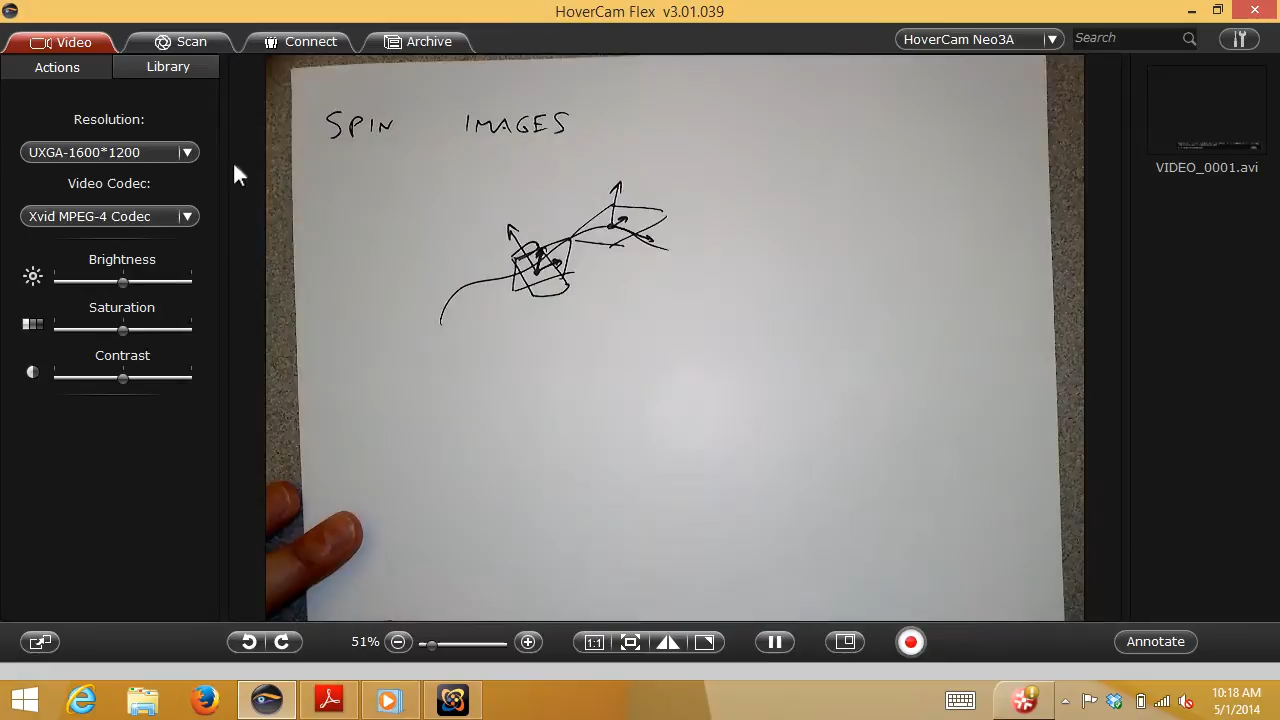 HoverCam Flex v3.01.039
Video Scan Connect Archive HoverCam Neo3A Search
Actions Library
Resolution:
UXGA-1600*1200
Video Codec:
Xvid MPEG-4 Codec
Brightness
Saturation
Contrast
SPIN IMAGES
VIDEO_0001.avi
51% 1:1 Annotate
10:18 AM
5/1/2014